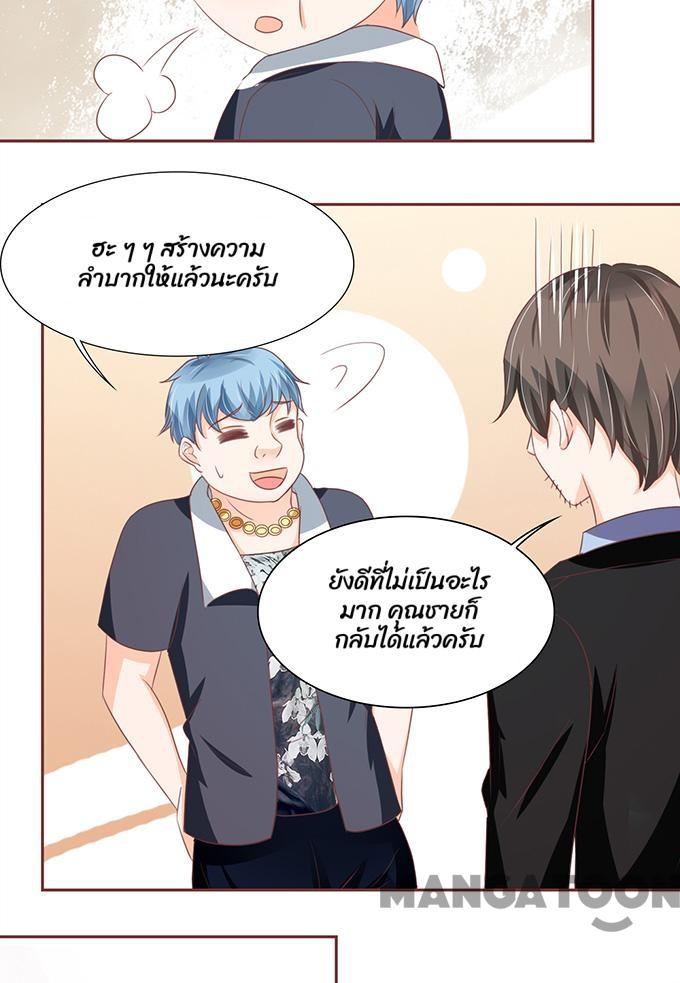 ฮะ ๆ ๆ สร้างความ
ลำบากให้แล้วนะครับ
ยังดีที่ไม่เป็นอะไร
มาก คุณชายก็
กลับได้แล้วครับ
MANGATOON